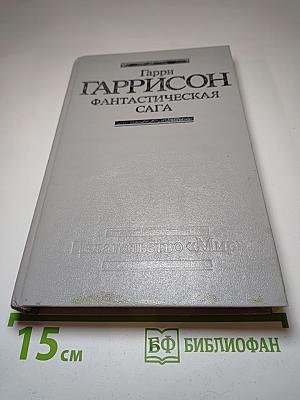 Гарри
ГАРРИСОН
ФАНТАСТИЧЕСКАЯ
САГА
Издательство «Мир»
15 см
БФ БИБЛИОФАН